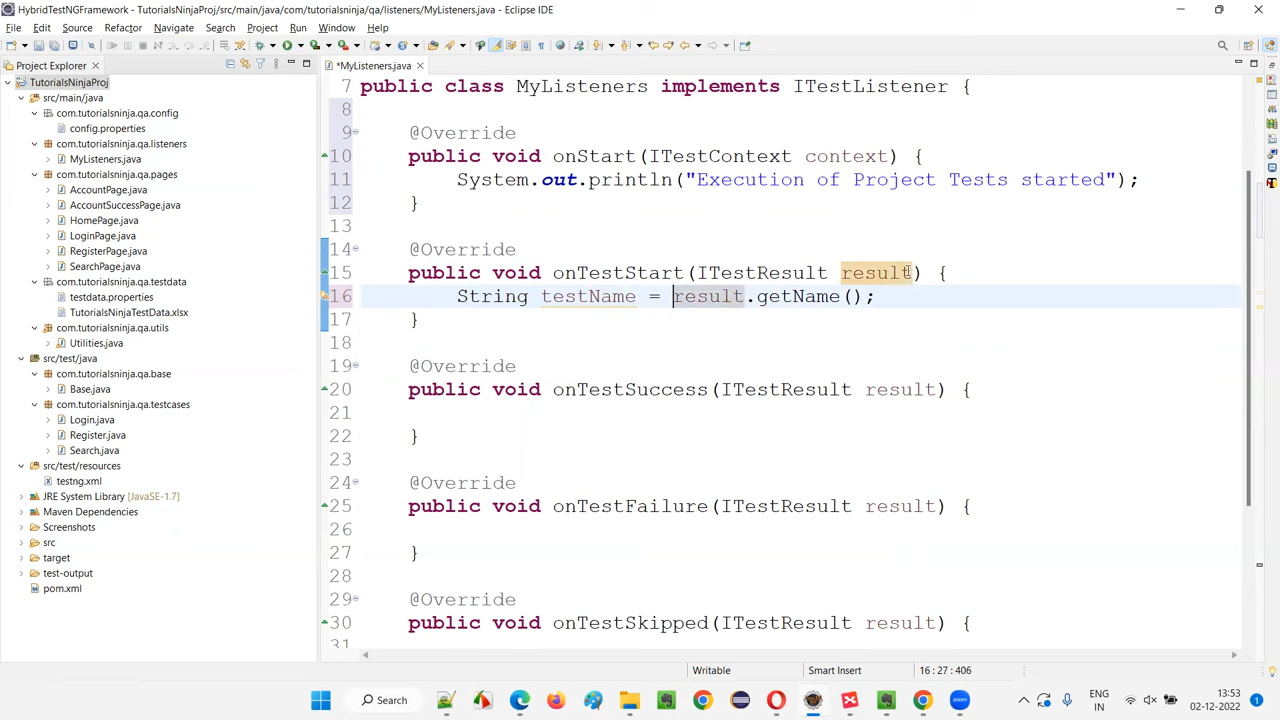 HybridTestNGFramework - TutorialsNinjaProj/src/main/java/com/tutorialsninja/qa/listeners/MyListeners.java - Eclipse IDE
File Edit Source Refactor Navigate Search Project Run Window Help
Project Explorer
TutorialsNinjaProj
src/main/java
com.tutorialsninja.qa.config
config.properties
com.tutorialsninja.qa.listeners
MyListeners.java
com.tutorialsninja.qa.pages
AccountPage.java
AccountSuccessPage.java
HomePage.java
LoginPage.java
RegisterPage.java
SearchPage.java
com.tutorialsninja.qa.testdata
testdata.properties
TutorialsNinjaTestData.xlsx
com.tutorialsninja.qa.utils
Utilities.java
src/test/java
com.tutorialsninja.qa.base
Base.java
com.tutorialsninja.qa.testcases
Login.java
Register.java
Search.java
src/test/resources
testng.xml
JRE System Library [JavaSE-1.7]
Maven Dependencies
Screenshots
src
target
test-output
pom.xml
*MyListeners.java
7 public class MyListeners implements ITestListener {
8
9 @Override
10 public void onStart(ITestContext context) {
11 System.out.println("Execution of Project Tests started");
12 }
13
14 @Override
15 public void onTestStart(ITestResult result) {
16 String testName = result.getName();
17 }
18
19 @Override
20 public void onTestSuccess(ITestResult result) {
21
22 }
23
24 @Override
25 public void onTestFailure(ITestResult result) {
26
27 }
28
29 @Override
30 public void onTestSkipped(ITestResult result) {
31
Writable Smart Insert 16 : 27 : 406
Search
ENG
IN
13:53
02-12-2022